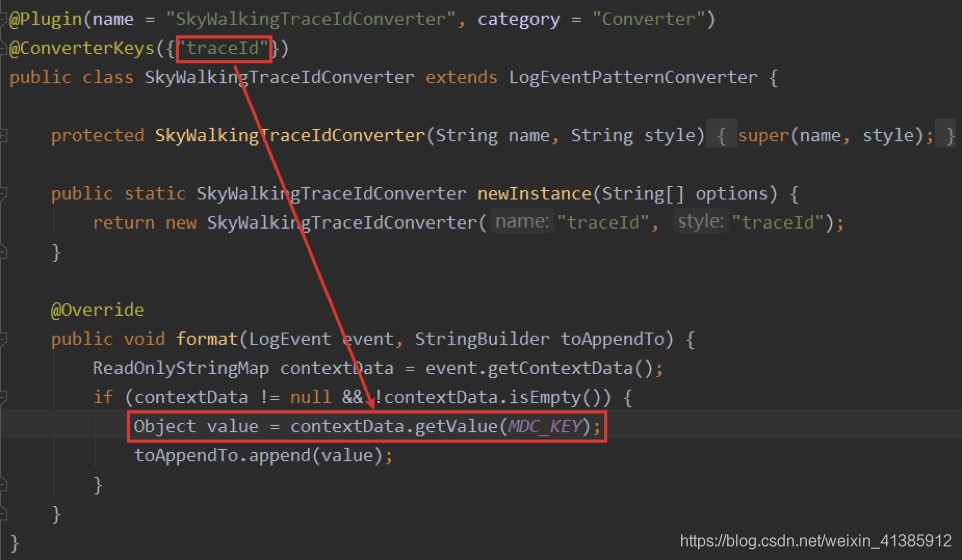 @Plugin(name = "SkyWalkingTraceIdConverter", category = "Converter")
@ConverterKeys({"traceId"})
public class SkyWalkingTraceIdConverter extends LogEventPatternConverter {
protected SkyWalkingTraceIdConverter(String name, String style) { super(name, style); }
public static SkyWalkingTraceIdConverter newInstance(String[] options) {
return new SkyWalkingTraceIdConverter( name: "traceId", style: "traceId");
}
@Override
public void format(LogEvent event, StringBuilder toAppendTo) {
ReadOnlyStringMap contextData = event.getContextData();
if (contextData != null && !contextData.isEmpty()) {
Object value = contextData.getValue(MDC_KEY);
toAppendTo.append(value);
}
}
}
https://blog.csdn.net/weixin_41385912